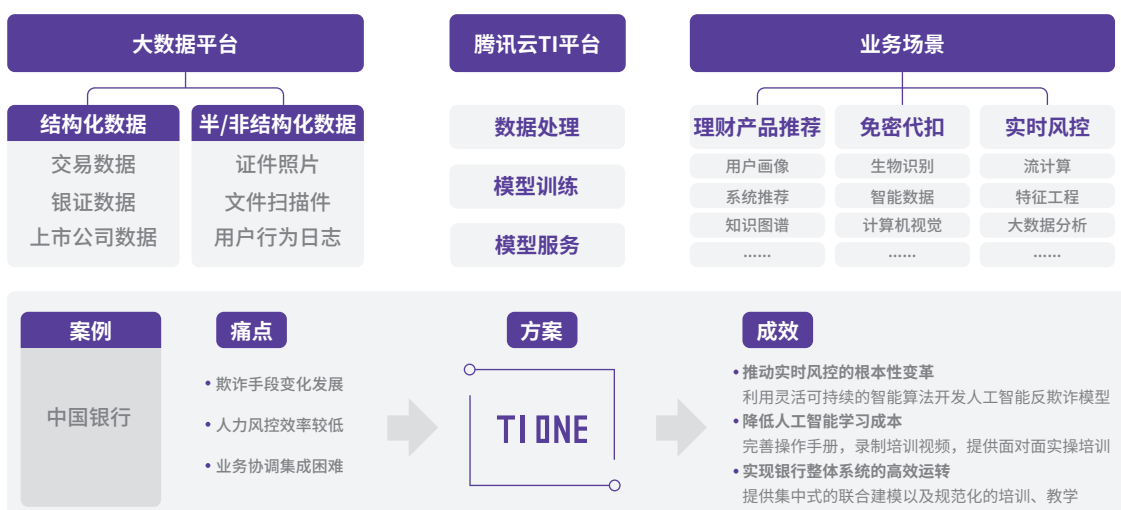 大数据平台
结构化数据
交易数据
银证数据
上市公司数据
半/非结构化数据
证件照片
文件扫描件
用户行为日志
腾讯云TI平台
数据处理
模型训练
模型服务
业务场景
理财产品推荐
用户画像
系统推荐
知识图谱
......
免密代扣
生物识别
智能数据
计算机视觉
......
实时风控
流计算
特征工程
大数据分析
......
案例
中国银行
痛点
• 欺诈手段变化发展
• 人力风控效率较低
• 业务协调集成困难
方案
TI ONE
成效
• 推动实时风控的根本性变革
利用灵活可持续的智能算法开发人工智能反欺诈模型
• 降低人工智能学习成本
完善操作手册，录制培训视频，提供面对面实操培训
• 实现银行整体系统的高效运转
提供集中式的联合建模以及规范化的培训、教学